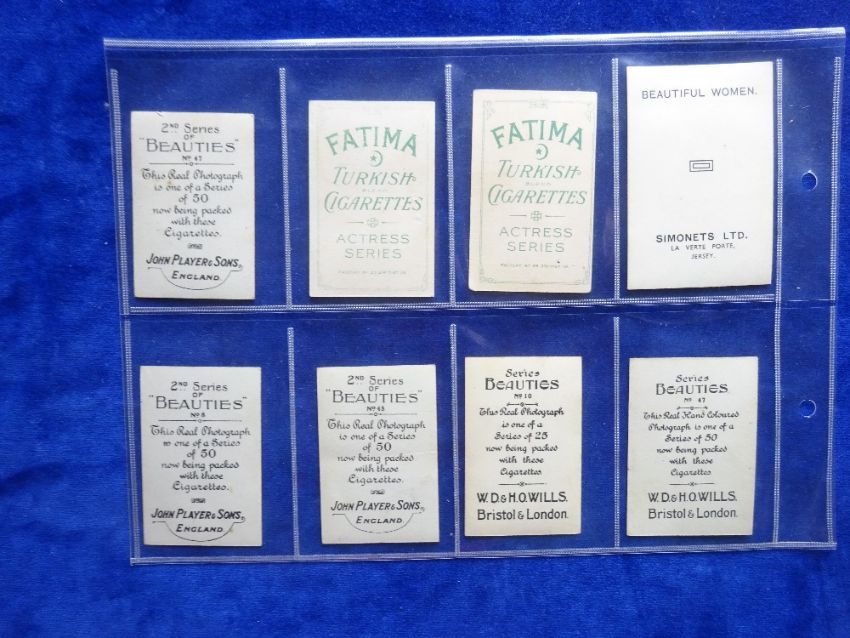 2ND Series
OF
"BEAUTIES"
No 47
This Real Photograph
is one of a Series
of 50
now being packed
with these
Cigarettes.
JOHN PLAYER & SONS,
ENGLAND.
FATIMA
TURKISH
BLEND
CIGARETTES
ACTRESS
SERIES
FATIMA
TURKISH
BLEND
CIGARETTES
ACTRESS
SERIES
BEAUTIFUL WOMEN.
SIMONETS LTD.
LA VERTE PORTE,
JERSEY.
2ND Series
OF
"BEAUTIES"
No 8
This Real Photograph
is one of a Series
of 50
now being packed
with these
Cigarettes.
JOHN PLAYER & SONS,
ENGLAND
2ND Series
OF
"BEAUTIES"
No 45
This Real Photograph
is one of a Series
of 50
now being packed
with these
Cigarettes.
JOHN PLAYER & SONS,
ENGLAND.
Series
BEAUTIES
No 10
This Real Photograph
is one of a
Series of 25
now being packed
with these
Cigarettes
W.D. & H.O. WILLS.
Bristol & London.
Series
BEAUTIES.
No 47
This Real Hand Coloured
Photograph is one of a
Series of 50
now being packed
with these
Cigarettes
W.D. & H.O. WILLS.
Bristol & London.